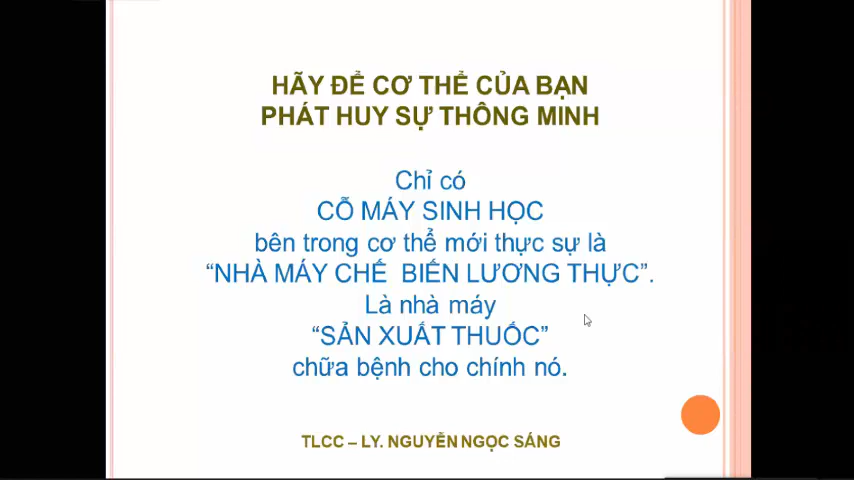 HÃY ĐỂ CƠ THỂ CỦA BẠN
PHÁT HUY SỰ THÔNG MINH
Chỉ có
CỖ MÁY SINH HỌC
bên trong cơ thể mới thực sự là
“NHÀ MÁY CHẾ BIẾN LƯƠNG THỰC”.
Là nhà máy
“SẢN XUẤT THUỐC”
chữa bệnh cho chính nó.
TLCC – LY. NGUYỄN NGỌC SÁNG